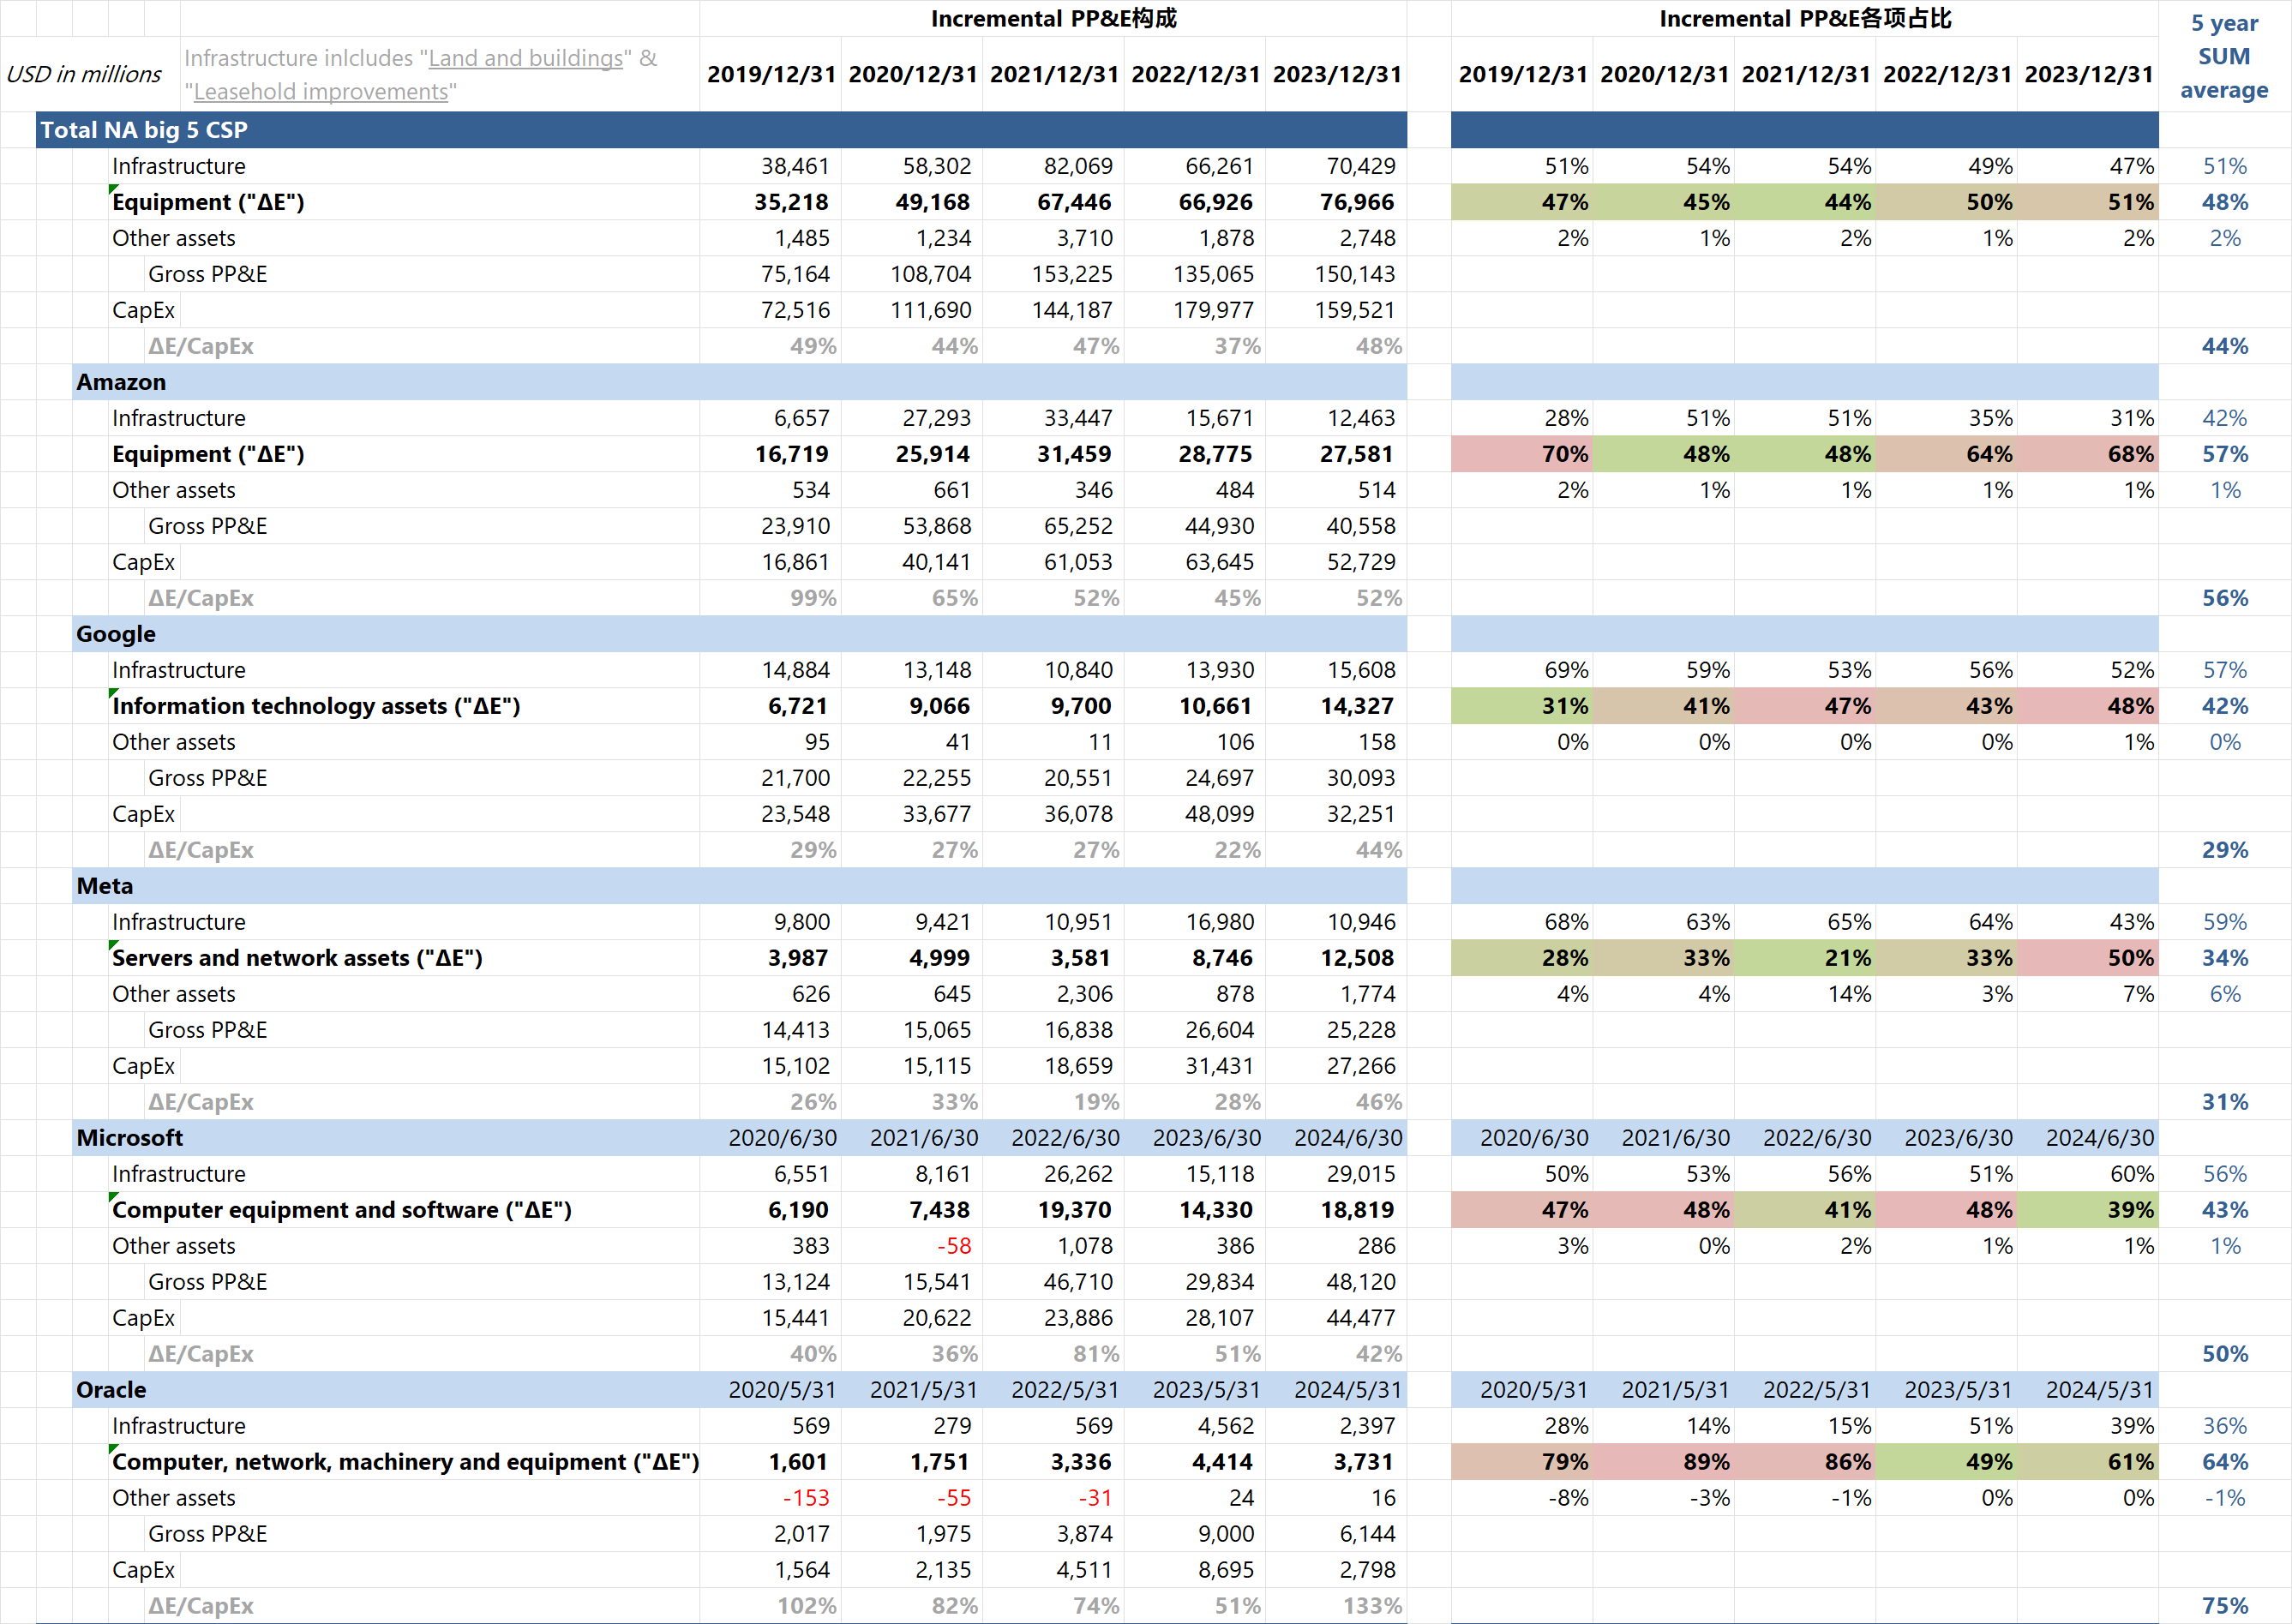 Incremental PP&E构成 Incremental PP&E各项占比 5 year SUM average
USD in millions Infrastructure inlcludes "Land and buildings" & "Leasehold improvements" 2019/12/31 2020/12/31 2021/12/31 2022/12/31 2023/12/31 2019/12/31 2020/12/31 2021/12/31 2022/12/31 2023/12/31
Total NA big 5 CSP
Infrastructure 38,461 58,302 82,069 66,261 70,429 51% 54% 54% 49% 47% 51%
Equipment ("ΔE") 35,218 49,168 67,446 66,926 76,966 47% 45% 44% 50% 51% 48%
Other assets 1,485 1,234 3,710 1,878 2,748 2% 1% 2% 1% 2% 2%
Gross PP&E 75,164 108,704 153,225 135,065 150,143
CapEx 72,516 111,690 144,187 179,977 159,521
ΔE/CapEx 49% 44% 47% 37% 48% 44%
Amazon
Infrastructure 6,657 27,293 33,447 15,671 12,463 28% 51% 51% 35% 31% 42%
Equipment ("ΔE") 16,719 25,914 31,459 28,775 27,581 70% 48% 48% 64% 68% 57%
Other assets 534 661 346 484 514 2% 1% 1% 1% 1% 1%
Gross PP&E 23,910 53,868 65,252 44,930 40,558
CapEx 16,861 40,141 61,053 63,645 52,729
ΔE/CapEx 99% 65% 52% 45% 52% 56%
Google
Infrastructure 14,884 13,148 10,840 13,930 15,608 69% 59% 53% 56% 52% 57%
Information technology assets ("ΔE") 6,721 9,066 9,700 10,661 14,327 31% 41% 47% 43% 48% 42%
Other assets 95 41 11 106 158 0% 0% 0% 0% 1% 0%
Gross PP&E 21,700 22,255 20,551 24,697 30,093
CapEx 23,548 33,677 36,078 48,099 32,251
ΔE/CapEx 29% 27% 27% 22% 44% 29%
Meta
Infrastructure 9,800 9,421 10,951 16,980 10,946 68% 63% 65% 64% 43% 59%
Servers and network assets ("ΔE") 3,987 4,999 3,581 8,746 12,508 28% 33% 21% 33% 50% 34%
Other assets 626 645 2,306 878 1,774 4% 4% 14% 3% 7% 6%
Gross PP&E 14,413 15,065 16,838 26,604 25,228
CapEx 15,102 15,115 18,659 31,431 27,266
ΔE/CapEx 26% 33% 19% 28% 46% 31%
Microsoft 2020/6/30 2021/6/30 2022/6/30 2023/6/30 2024/6/30 2020/6/30 2021/6/30 2022/6/30 2023/6/30 2024/6/30
Infrastructure 6,551 8,161 26,262 15,118 29,015 50% 53% 56% 51% 60% 56%
Computer equipment and software ("ΔE") 6,190 7,438 19,370 14,330 18,819 47% 48% 41% 48% 39% 43%
Other assets 383 -58 1,078 386 286 3% 0% 2% 1% 1% 1%
Gross PP&E 13,124 15,541 46,710 29,834 48,120
CapEx 15,441 20,622 23,886 28,107 44,477
ΔE/CapEx 40% 36% 81% 51% 42% 50%
Oracle 2020/5/31 2021/5/31 2022/5/31 2023/5/31 2024/5/31 2020/5/31 2021/5/31 2022/5/31 2023/5/31 2024/5/31
Infrastructure 569 279 569 4,562 2,397 28% 14% 15% 51% 39% 36%
Computer, network, machinery and equipment ("ΔE") 1,601 1,751 3,336 4,414 3,731 79% 89% 86% 49% 61% 64%
Other assets -153 -55 -31 24 16 -8% -3% -1% 0% 0% -1%
Gross PP&E 2,017 1,975 3,874 9,000 6,144
CapEx 1,564 2,135 4,511 8,695 2,798
ΔE/CapEx 102% 82% 74% 51% 133% 75%